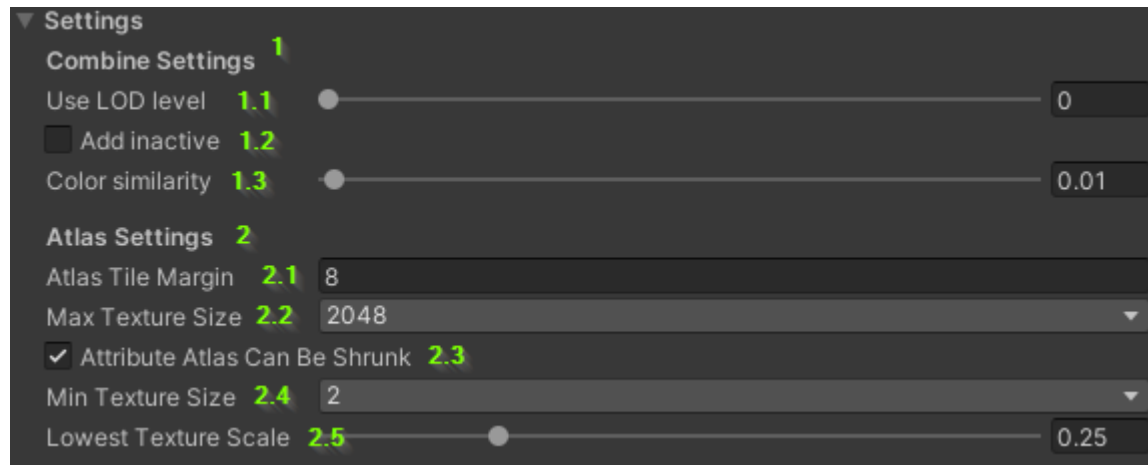 Settings
Combine Settings 1
Use LOD level 1.1 0
Add inactive 1.2
Color similarity 1.3 0.01
Atlas Settings 2
Atlas Tile Margin 2.1 8
Max Texture Size 2.2 2048
Attribute Atlas Can Be Shrunk 2.3
Min Texture Size 2.4 2
Lowest Texture Scale 2.5 0.25